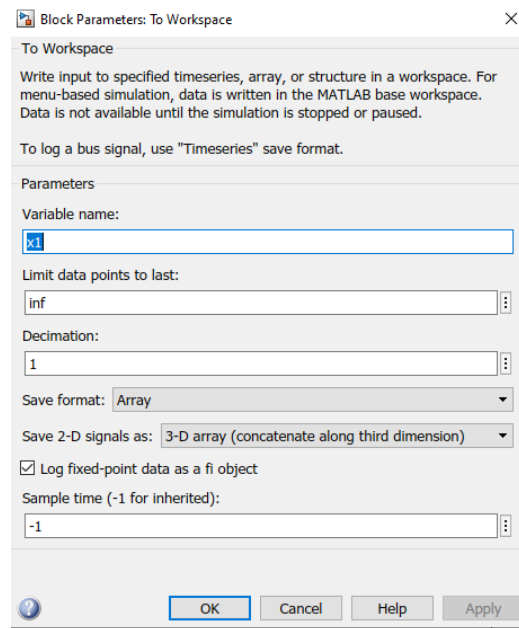 Block Parameters: To Workspace
To Workspace
Write input to specified timeseries, array, or structure in a workspace. For
menu-based simulation, data is written in the MATLAB base workspace.
Data is not available until the simulation is stopped or paused.
To log a bus signal, use "Timeseries" save format.
Parameters
Variable name:
x1
Limit data points to last:
inf
Decimation:
1
Save format: Array
Save 2-D signals as: 3-D array (concatenate along third dimension)
Log fixed-point data as a fi object
Sample time (-1 for inherited):
-1
OK Cancel Help Apply